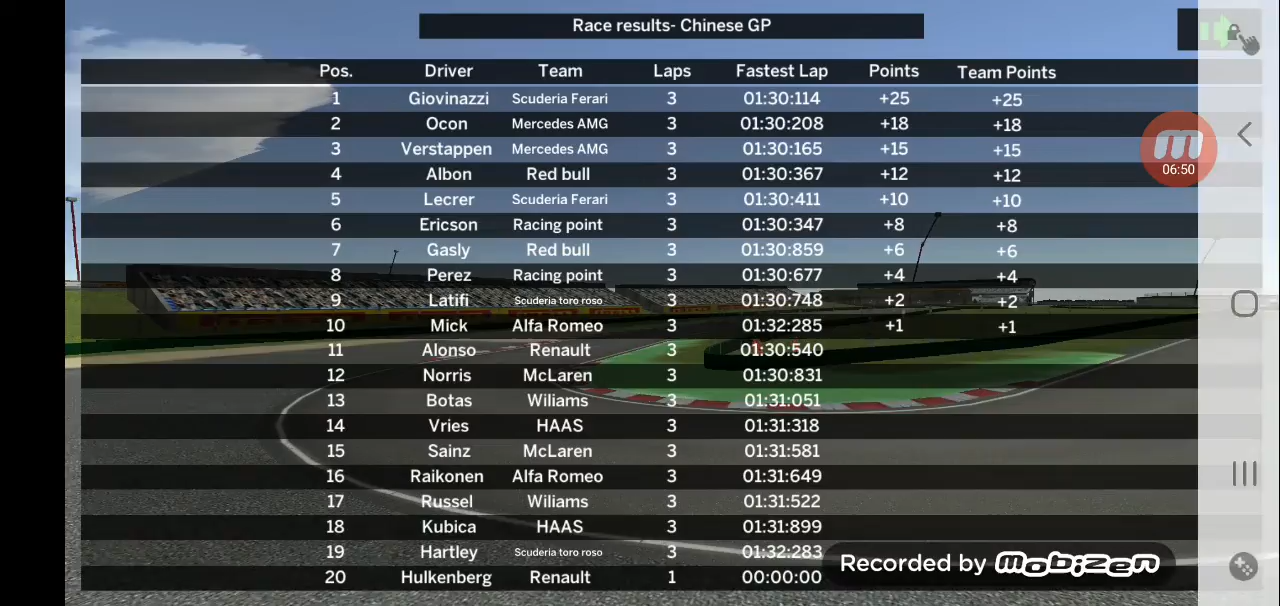 Race results- Chinese GP
Pos. Driver Team Laps Fastest Lap Points Team Points
1 Giovinazzi Scuderia Ferari 3 01:30:114 +25 +25
2 Ocon Mercedes AMG 3 01:30:208 +18 +18
3 Verstappen Mercedes AMG 3 01:30:165 +15 +15
4 Albon Red bull 3 01:30:367 +12 +12
5 Lecrer Scuderia Ferari 3 01:30:411 +10 +10
6 Ericson Racing point 3 01:30:347 +8 +8
7 Gasly Red bull 3 01:30:859 +6 +6
8 Perez Racing point 3 01:30:677 +4 +4
9 Latifi Scuderia toro roso 3 01:30:748 +2 +2
10 Mick Alfa Romeo 3 01:32:285 +1 +1
11 Alonso Renault 3 01:30:540
12 Norris McLaren 3 01:30:831
13 Botas Wiliams 3 01:31:051
14 Vries HAAS 3 01:31:318
15 Sainz McLaren 3 01:31:581
16 Raikonen Alfa Romeo 3 01:31:649
17 Russel Wiliams 3 01:31:522
18 Kubica HAAS 3 01:31:899
19 Hartley Scuderia toro roso 3 01:32:283
20 Hulkenberg Renault 1 00:00:00
06:50
Recorded by mobizen